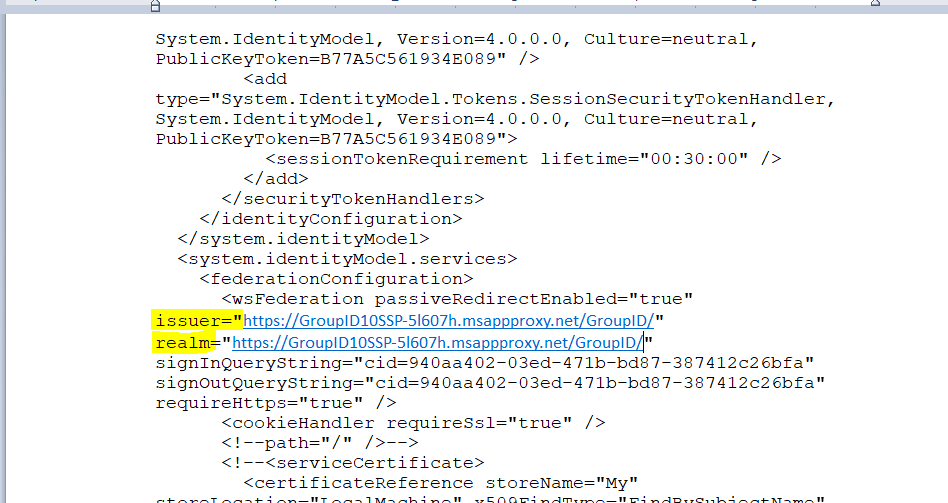 System.IdentityModel, Version=4.0.0.0, Culture=neutral,
PublicKeyToken=B77A5C561934E089" />
<add
type="System.IdentityModel.Tokens.SessionSecurityTokenHandler,
System.IdentityModel, Version=4.0.0.0, Culture=neutral,
PublicKeyToken=B77A5C561934E089">
<sessionTokenRequirement lifetime="00:30:00" />
</add>
</securityTokenHandlers>
</identityConfiguration>
</system.identityModel>
<system.identityModel.services>
<federationConfiguration>
<wsFederation passiveRedirectEnabled="true"
issuer="https://GroupID10SSP-5l607h.msappproxy.net/GroupID/"
realm="https://GroupID10SSP-5l607h.msappproxy.net/GroupID/"
signInQueryString="cid=940aa402-03ed-471b-bd87-387412c26bfa"
signOutQueryString="cid=940aa402-03ed-471b-bd87-387412c26bfa"
requireHttps="true" />
<cookieHandler requireSsl="true" />
<!--path="/" />-->
<!--<serviceCertificate>
<certificateReference storeName="My"
storeLocation="LocalMachine" x509FindType="FindBySubjectName"